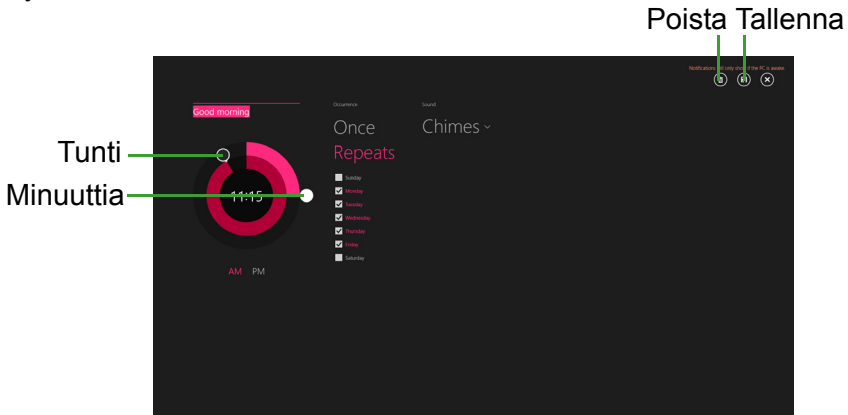 Poista Tallenna
Notifications will only show if the PC is awake
Good morning
Occurrence
Sound
Once
Chimes
Repeats
Tunti
Minuuttia
11:15
Sunday
Monday
Tuesday
Wednesday
Thursday
Friday
Saturday
AM PM